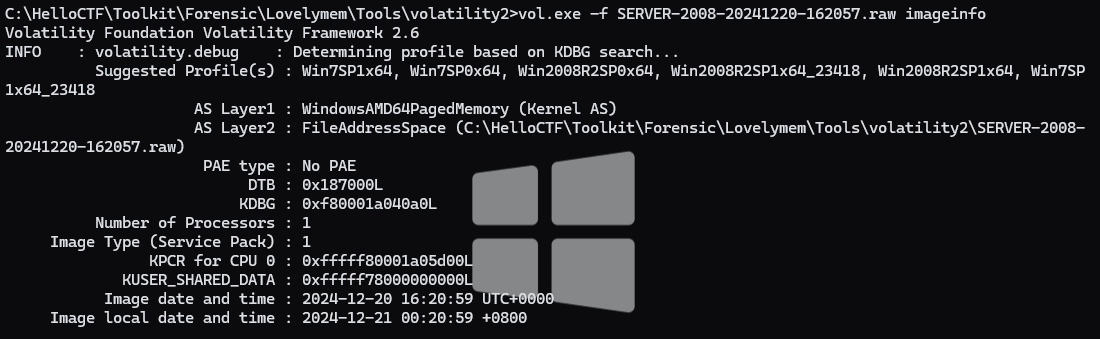 C:\HelloCTF\Toolkit\Forensic\Lovelymem\Tools\volatility2>vol.exe -f SERVER-2008-20241220-162057.raw imageinfo
Volatility Foundation Volatility Framework 2.6
INFO    : volatility.debug    : Determining profile based on KDBG search...
          Suggested Profile(s) : Win7SP1x64, Win7SP0x64, Win2008R2SP0x64, Win2008R2SP1x64_23418, Win2008R2SP1x64, Win7SP
1x64_23418
                     AS Layer1 : WindowsAMD64PagedMemory (Kernel AS)
                     AS Layer2 : FileAddressSpace (C:\HelloCTF\Toolkit\Forensic\Lovelymem\Tools\volatility2\SERVER-2008-
20241220-162057.raw)
                      PAE type : No PAE
                           DTB : 0x187000L
                          KDBG : 0xf80001a040a0L
          Number of Processors : 1
     Image Type (Service Pack) : 1
                KPCR for CPU 0 : 0xfffff80001a05d00L
             KUSER_SHARED_DATA : 0xfffff78000000000L
           Image date and time : 2024-12-20 16:20:59 UTC+0000
     Image local date and time : 2024-12-21 00:20:59 +0800